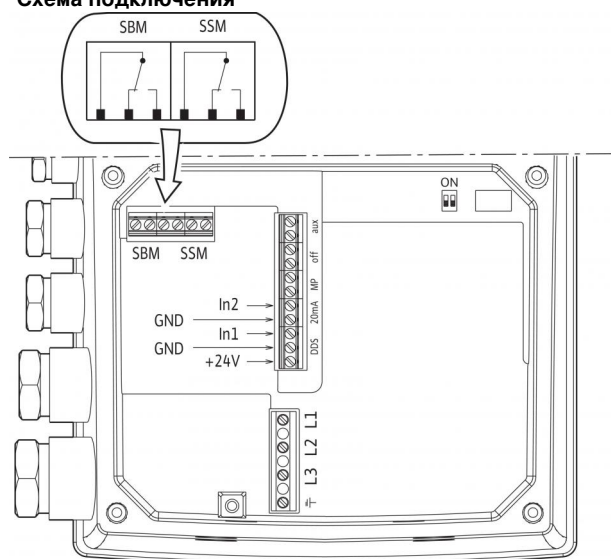 Схема подключения
SBM SSM
ON
SBM SSM
aux
off
MP
20mA
DDS
In2
GND
In1
GND
+24V
L1
L2
L3